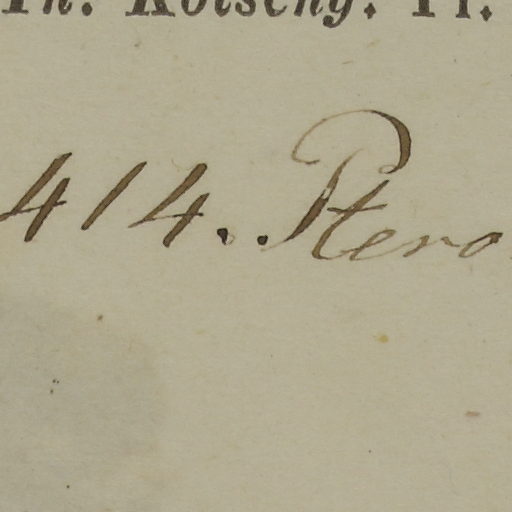 Th. Kotschy. Pl.
414. Ptero